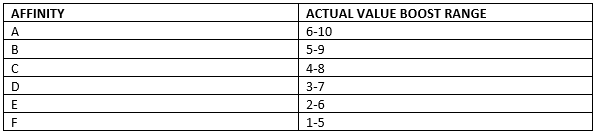 AFFINITY ACTUAL VALUE BOOST RANGE
A 6-10
B 5-9
C 4-8
D 3-7
E 2-6
F 1-5